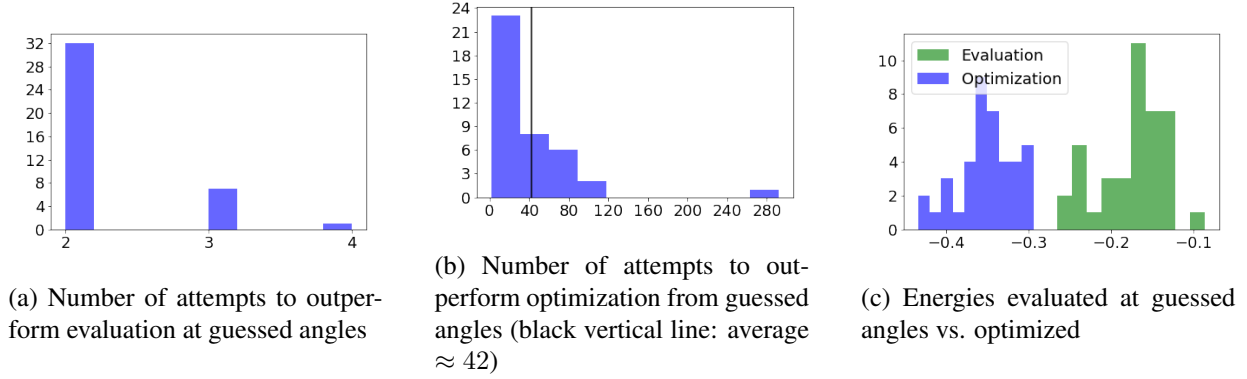 32
28
24
20
16
12
8
4
0
2
3
4
(a) Number of attempts to outper-
form evaluation at guessed angles
24
21
18
15
12
9
6
3
0
0 40 80 120 160 200 240 280
(b) Number of attempts to out-
perform optimization from guessed
angles (black vertical line: average
≈ 42)
Evaluation
Optimization
10
8
6
4
2
0
−0.4 −0.3 −0.2 −0.1
(c) Energies evaluated at guessed
angles vs. optimized